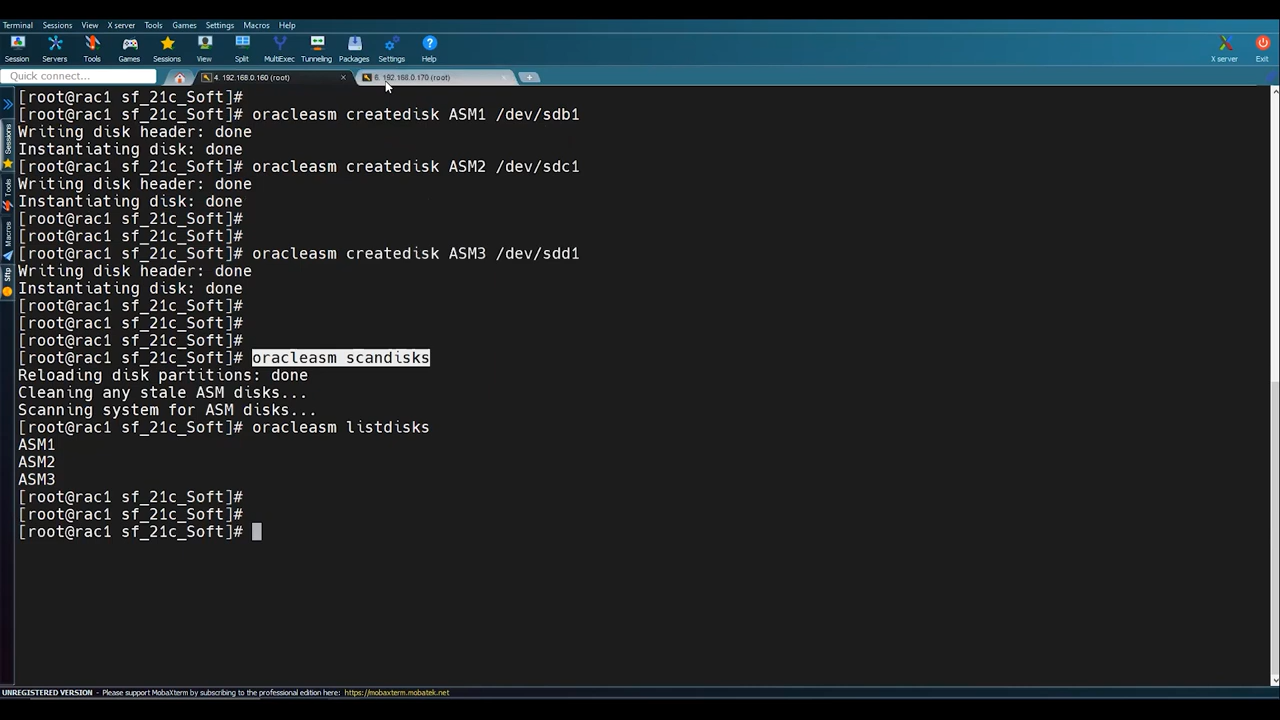 Terminal Sessions View X server Tools Games Settings Macros Help
Session Servers Tools Games Sessions View Split MultiExec Tunneling Packages Settings Help X server Exit
Quick connect... 4. 192.168.0.160 (root) 6. 192.168.0.170 (root)
Sessions
Tools
Macros
Sftp
[root@rac1 sf_21c_Soft]#
[root@rac1 sf_21c_Soft]# oracleasm createdisk ASM1 /dev/sdb1
Writing disk header: done
Instantiating disk: done
[root@rac1 sf_21c_Soft]# oracleasm createdisk ASM2 /dev/sdc1
Writing disk header: done
Instantiating disk: done
[root@rac1 sf_21c_Soft]#
[root@rac1 sf_21c_Soft]#
[root@rac1 sf_21c_Soft]# oracleasm createdisk ASM3 /dev/sdd1
Writing disk header: done
Instantiating disk: done
[root@rac1 sf_21c_Soft]#
[root@rac1 sf_21c_Soft]#
[root@rac1 sf_21c_Soft]#
[root@rac1 sf_21c_Soft]# oracleasm scandisks
Reloading disk partitions: done
Cleaning any stale ASM disks...
Scanning system for ASM disks...
[root@rac1 sf_21c_Soft]# oracleasm listdisks
ASM1
ASM2
ASM3
[root@rac1 sf_21c_Soft]#
[root@rac1 sf_21c_Soft]#
[root@rac1 sf_21c_Soft]#
UNREGISTERED VERSION - Please support MobaXterm by subscribing to the professional edition here: https://mobaxterm.mobatek.net